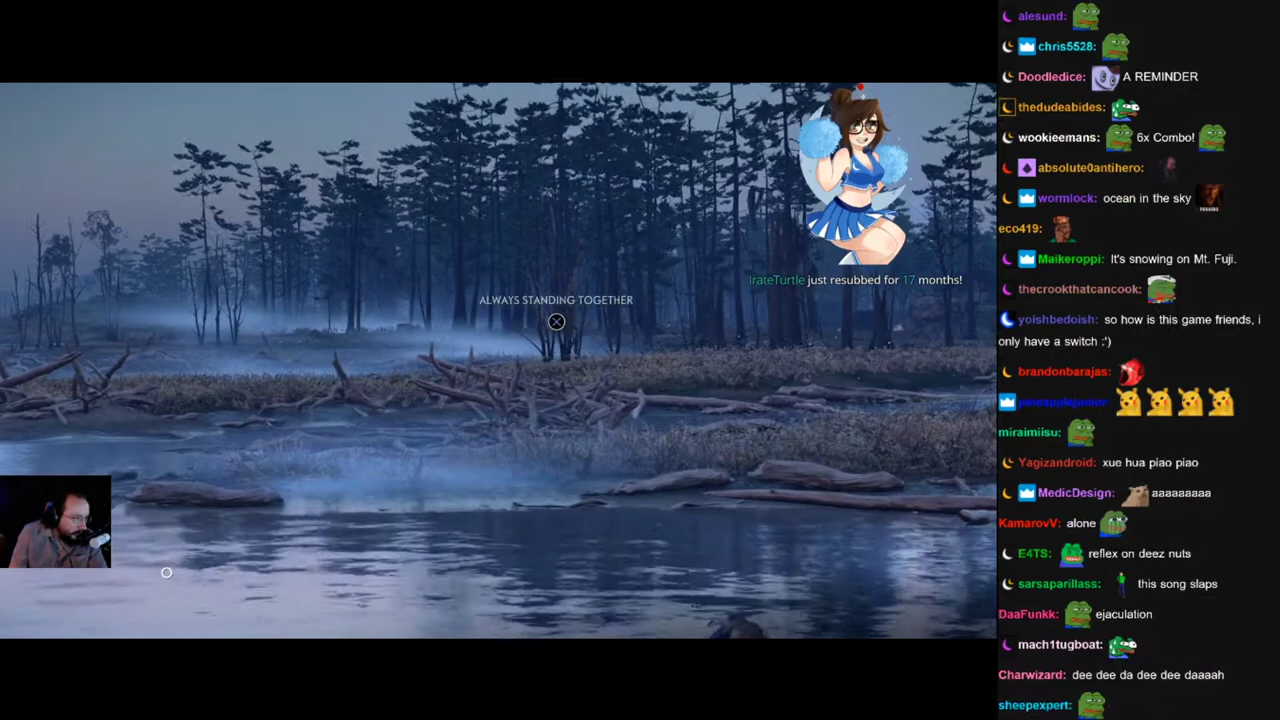 alesund:
chris5528:
Doodledice: A REMINDER
thedudeabides:
wookieemans: 6x Combo!
absolute0antihero:
wormlock: ocean in the sky
eco419:
Maikeroppi: It's snowing on Mt. Fuji.
thecrookthatcancook:
yoishbedoish: so how is this game friends, i
only have a switch :')
brandonbarajas:
pineapplejunior:
miraimiisu:
Yagizandroid: xue hua piao piao
MedicDesign: aaaaaaaaa
KamarovV: alone
E4TS: reflex on deez nuts
sarsaparillass: this song slaps
DaaFunkk: ejaculation
mach1tugboat:
Charwizard: dee dee da dee dee daaaah
sheepexpert:
IrateTurtle just resubbed for 17 months!
ALWAYS STANDING TOGETHER